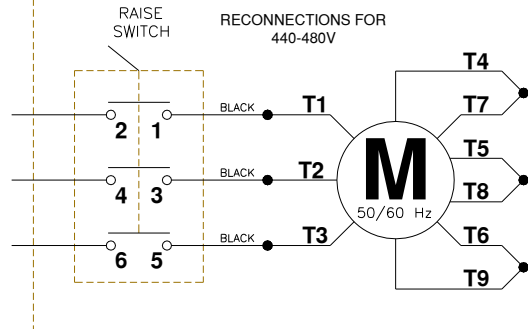 RAISE
SWITCH
RECONNECTIONS FOR
440-480V
T4
BLACK
T1
T7
2 1
T5
BLACK
T2
M
4 3
T8
50/60 Hz
BLACK
T3
T6
6 5
T9